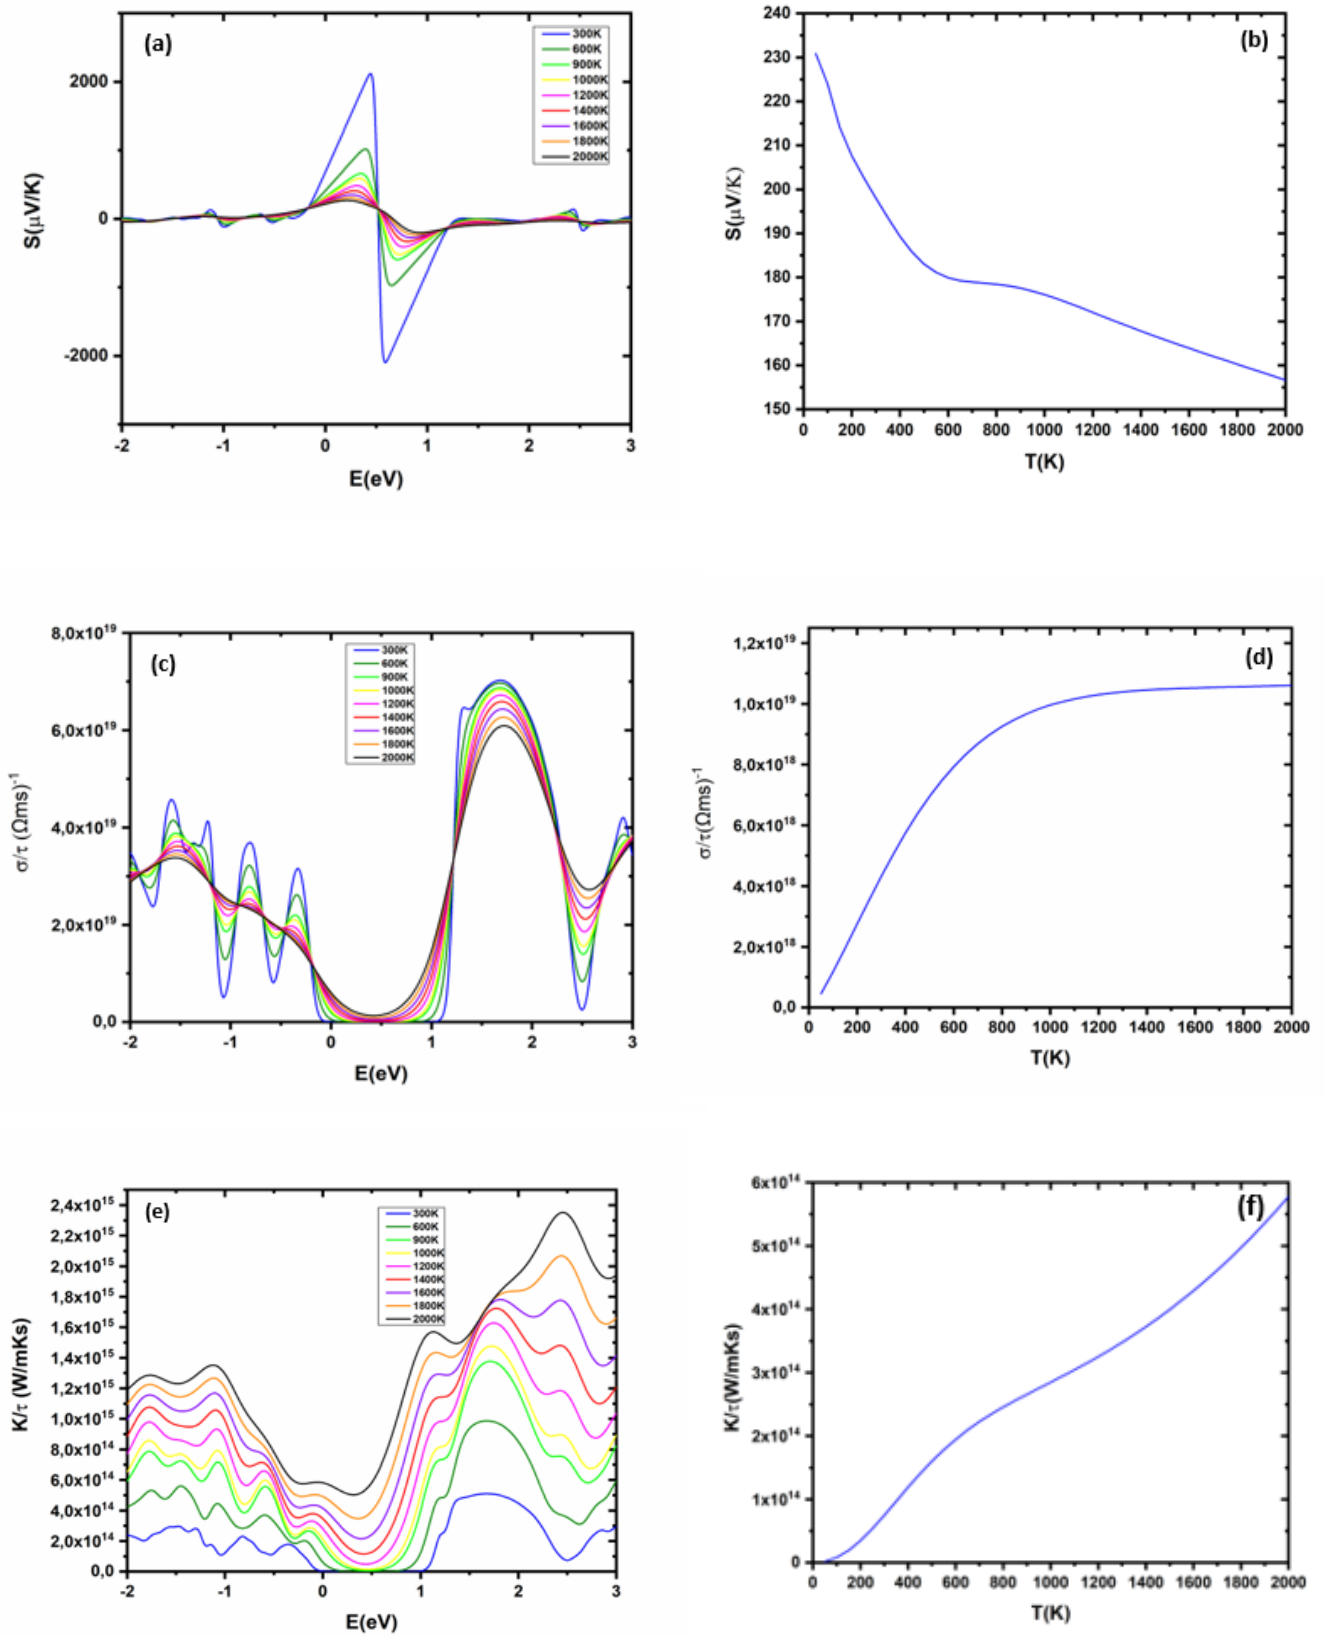 (a)
300K
600K
900K
1000K
1200K
1400K
1600K
1800K
2000K
2000
0
-2000
S(μV/K)
-2 -1 0 1 2 3
E(eV)
(b)
240
230
220
210
200
190
180
170
160
150
S(μV/K)
0 200 400 600 800 1000 1200 1400 1600 1800 2000
T(K)
(c)
300K
600K
900K
1000K
1200K
1400K
1600K
1800K
2000K
8,0x10¹⁹
6,0x10¹⁹
4,0x10¹⁹
2,0x10¹⁹
0,0
σ/τ (Ωms)⁻¹
-2 -1 0 1 2 3
E(eV)
(d)
1,2x10¹⁹
1,0x10¹⁹
8,0x10¹⁸
6,0x10¹⁸
4,0x10¹⁸
2,0x10¹⁸
0,0
σ/τ(Ωms)⁻¹
0 200 400 600 800 1000 1200 1400 1600 1800 2000
T(K)
(e)
300K
600K
900K
1000K
1200K
1400K
1600K
1800K
2000K
2,4x10¹⁵
2,2x10¹⁵
2,0x10¹⁵
1,8x10¹⁵
1,6x10¹⁵
1,4x10¹⁵
1,2x10¹⁵
1,0x10¹⁵
8,0x10¹⁴
6,0x10¹⁴
4,0x10¹⁴
2,0x10¹⁴
0,0
K/τ (W/mKs)
-2 -1 0 1 2 3
E(eV)
(f)
6x10¹⁴
5x10¹⁴
4x10¹⁴
3x10¹⁴
2x10¹⁴
1x10¹⁴
0
K/τ(W/mKs)
0 200 400 600 800 1000 1200 1400 1600 1800 2000
T(K)